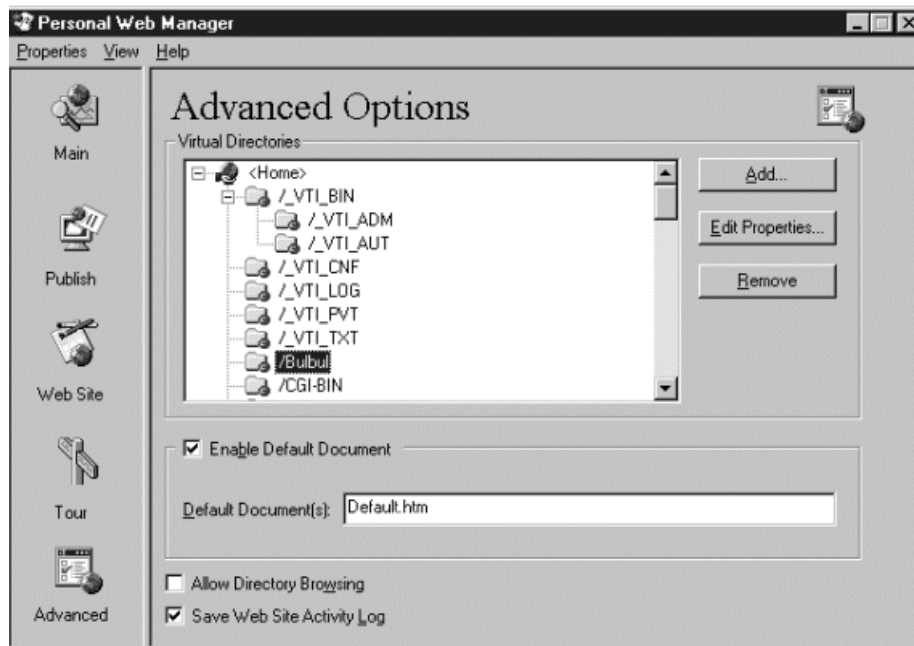 Personal Web Manager
Properties View Help
Main
Publish
Web Site
Tour
Advanced
Advanced Options
Virtual Directories
<Home>
/_VTI_BIN
/_VTI_ADM
/_VTI_AUT
/_VTI_CNF
/_VTI_LOG
/_VTI_PVT
/_VTI_TXT
/Bulbul
/CGI-BIN
Add...
Edit Properties...
Remove
Enable Default Document
Default Document(s): Default.htm
Allow Directory Browsing
Save Web Site Activity Log